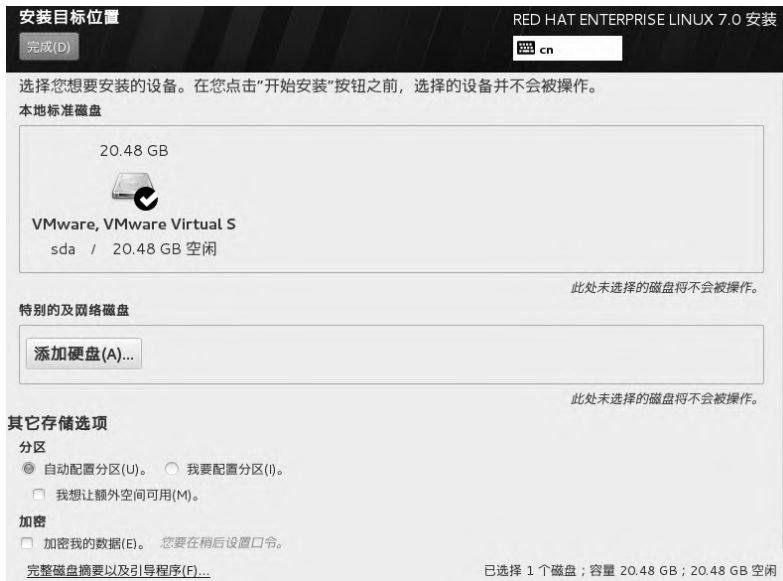 安装目标位置
RED HAT ENTERPRISE LINUX 7.0 安装
完成(D)
cn
选择您想要安装的设备。在您点击"开始安装"按钮之前，选择的设备并不会被操作。
本地标准磁盘
20.48 GB
VMware, VMware Virtual S
sda / 20.48 GB 空闲
此处未选择的磁盘将不会被操作。
特别的及网络磁盘
添加硬盘(A)...
此处未选择的磁盘将不会被操作。
其它存储选项
分区
自动配置分区(U)。 我要配置分区(I)。
我想让额外空间可用(M)。
加密
加密我的数据(E)。 您要在稍后设置口令。
完整磁盘摘要以及引导程序(F)...
已选择 1 个磁盘；容量 20.48 GB；20.48 GB 空闲